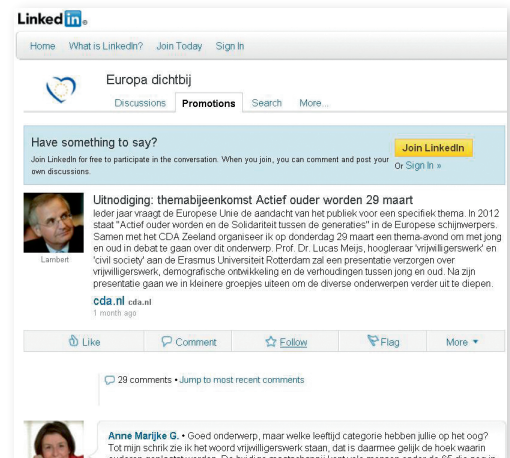 Linked in®
Home What is LinkedIn? Join Today Sign In
Europa dichtbij
Discussions Promotions Search More...
Have something to say?
Join LinkedIn for free to participate in the conversation. When you join, you can comment and post your
own discussions.
Join LinkedIn
Or Sign In »
Uitnodiging: themabijeenkomst Actief ouder worden 29 maart
Ieder jaar vraagt de Europese Unie de aandacht van het publiek voor een specifiek thema. In 2012
staat "Actief ouder worden en de Solidariteit tussen de generaties" in de Europese schijnwerpers.
Samen met het CDA Zeeland organiseer ik op donderdag 29 maart een thema-avond om met jong
en oud in debat te gaan over dit onderwerp. Prof. Dr. Lucas Meijs, hoogleraar 'vrijwilligerswerk' en
'civil society' aan de Erasmus Universiteit Rotterdam zal een presentatie verzorgen over
vrijwilligerswerk, demografische ontwikkeling en de verhoudingen tussen jong en oud. Na zijn
presentatie gaan we in kleinere groepjes uiteen om de diverse onderwerpen verder uit te diepen.
Lambert
cda.nl cda.nl
1 month ago
Like Comment Follow Flag More
29 comments • Jump to most recent comments
Anne Marijke G. • Goed onderwerp, maar welke leeftijd categorie hebben jullie op het oog?
Tot mijn schrik zie ik het woord vrijwilligerswerk staan, dat is daarmee gelijk de hoek waarin